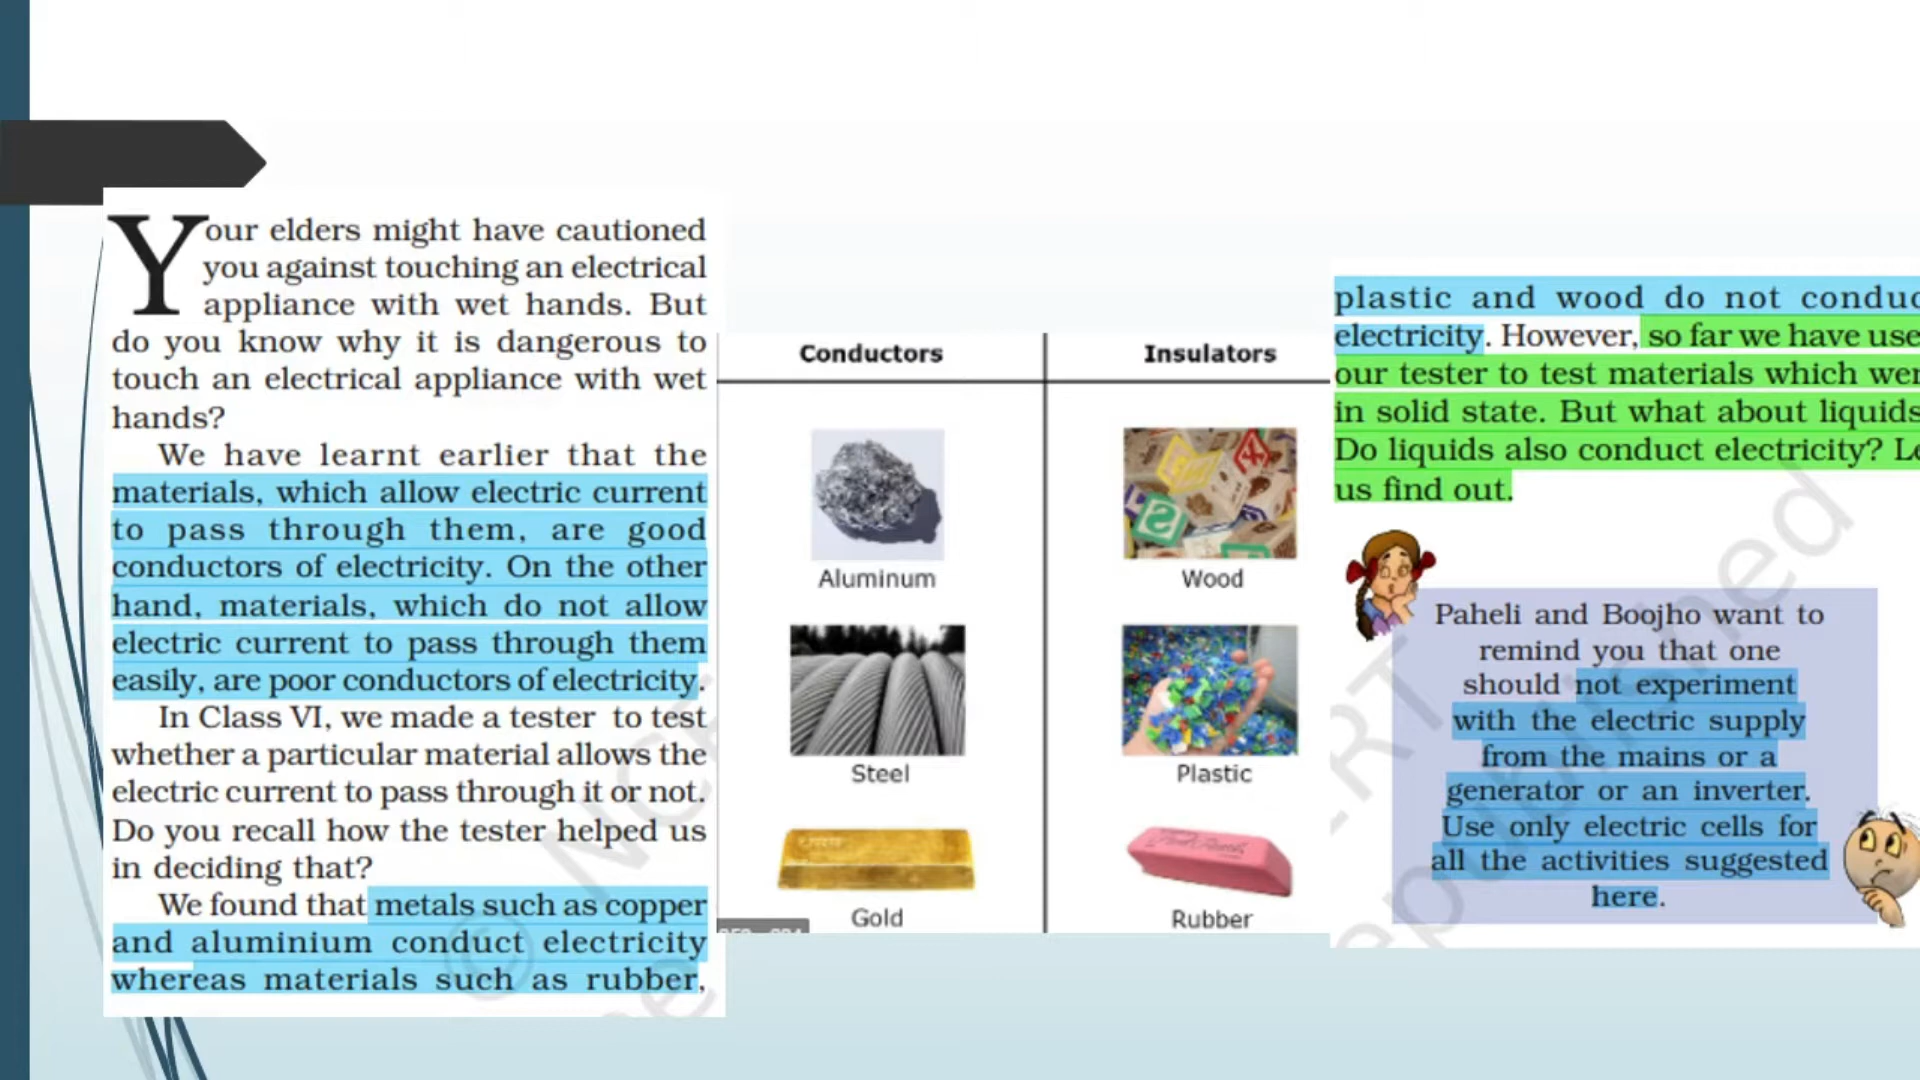 Your elders might have cautioned
you against touching an electrical
appliance with wet hands. But
do you know why it is dangerous to
touch an electrical appliance with wet
hands?
We have learnt earlier that the
materials, which allow electric current
to pass through them, are good
conductors of electricity. On the other
hand, materials, which do not allow
electric current to pass through them
easily, are poor conductors of electricity.
In Class VI, we made a tester to test
whether a particular material allows the
electric current to pass through it or not.
Do you recall how the tester helped us
in deciding that?
We found that metals such as copper
and aluminium conduct electricity
whereas materials such as rubber,
Conductors
Insulators
Aluminum
Wood
Steel
Plastic
Gold
Rubber
plastic and wood do not conduc
electricity. However, so far we have use
our tester to test materials which wer
in solid state. But what about liquids
Do liquids also conduct electricity? Le
us find out.
Paheli and Boojho want to
remind you that one
should not experiment
with the electric supply
from the mains or a
generator or an inverter.
Use only electric cells for
all the activities suggested
here.